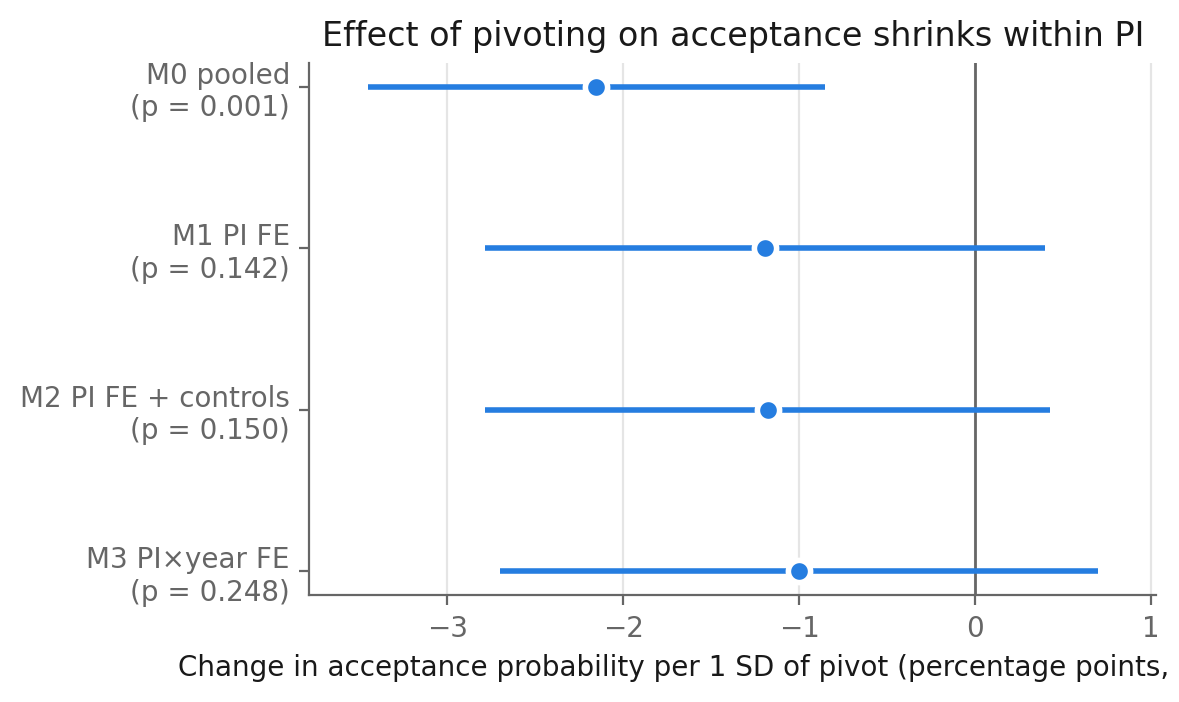 Effect of pivoting on acceptance shrinks within PI
M0 pooled
(p = 0.001)
M1 PI FE
(p = 0.142)
M2 PI FE + controls
(p = 0.150)
M3 PI×year FE
(p = 0.248)
−3 −2 −1 0 1
Change in acceptance probability per 1 SD of pivot (percentage points,